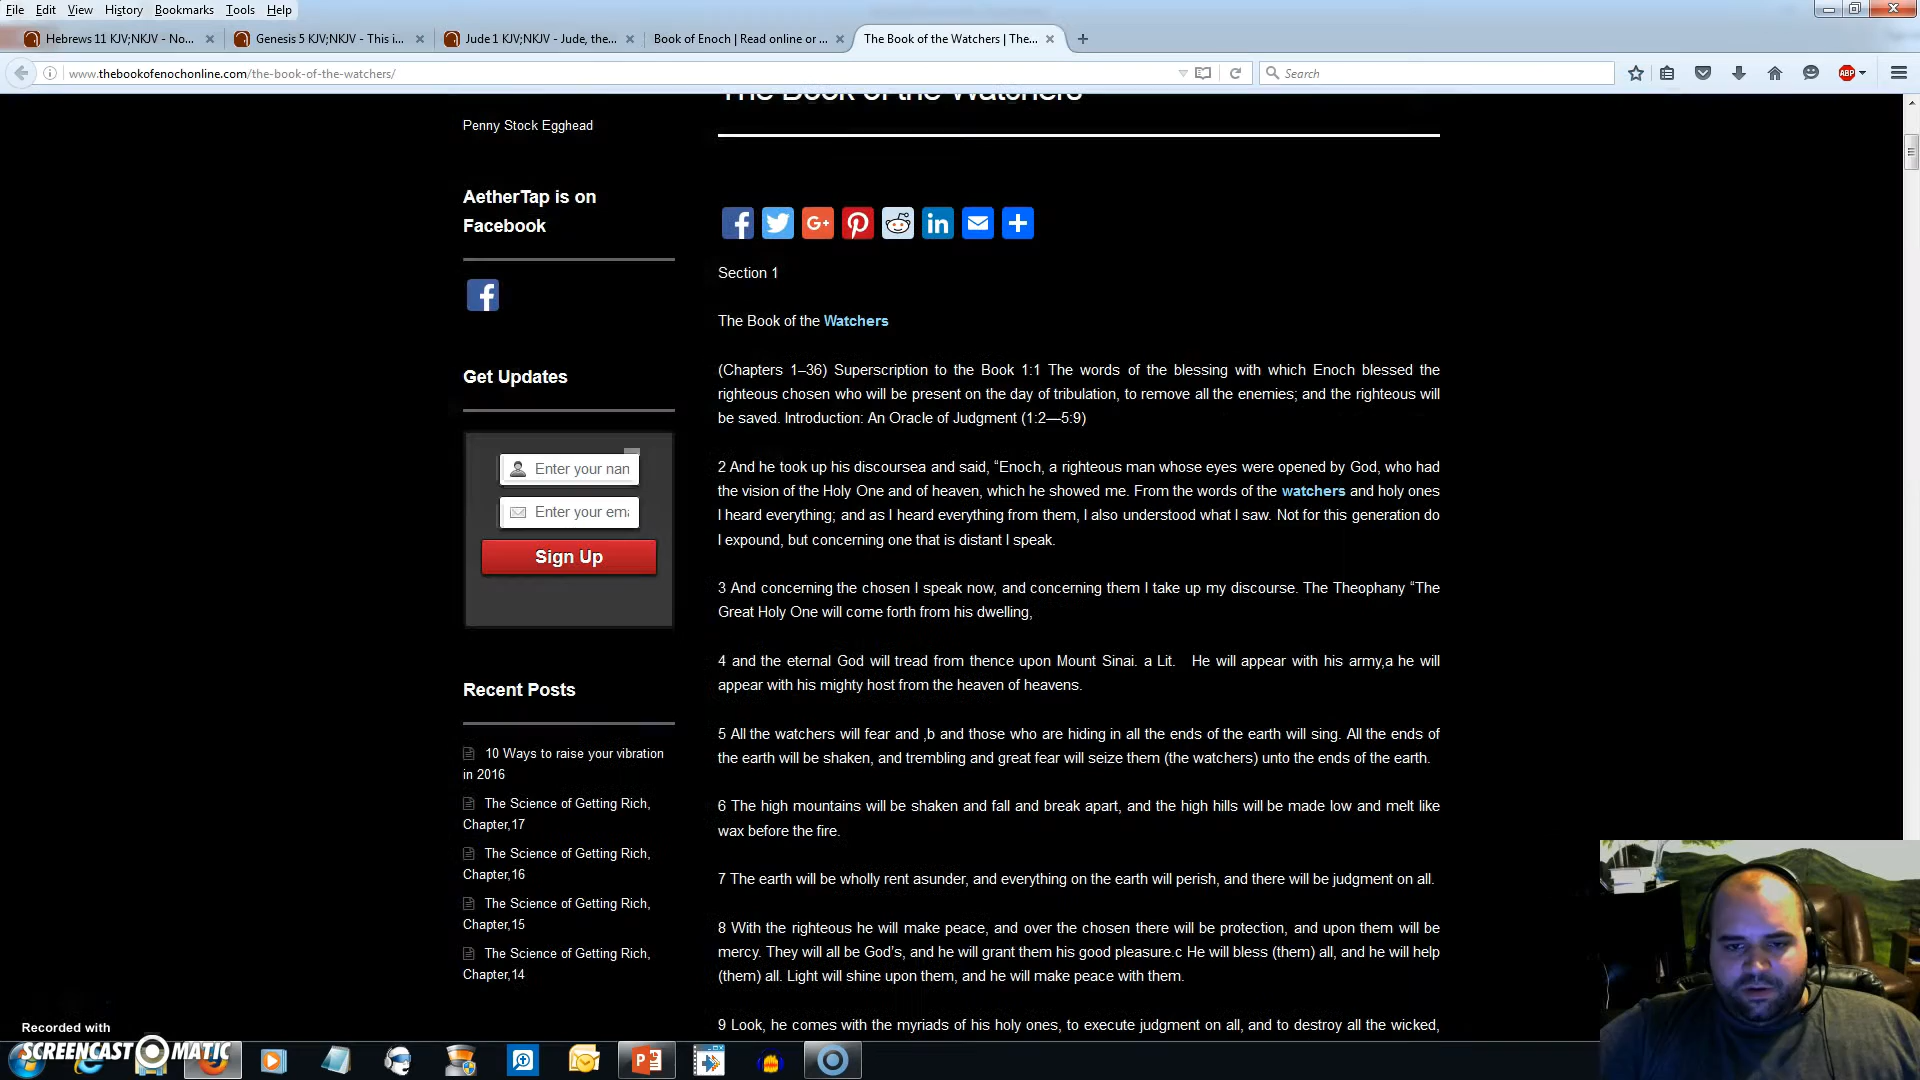 File Edit View History Bookmarks Tools Help
Hebrews 11 KJV;NKJV - No...
Genesis 5 KJV;NKJV - This i...
Jude 1 KJV;NKJV - Jude, the...
Book of Enoch | Read online or ...
The Book of the Watchers | The...
www.thebookofenochonline.com/the-book-of-the-watchers/
Search
ABP
The Book of the Watchers
Penny Stock Egghead
AetherTap is on
Facebook
Get Updates
Enter your nan
Enter your ema
Sign Up
Recent Posts
10 Ways to raise your vibration
in 2016
The Science of Getting Rich,
Chapter,17
The Science of Getting Rich,
Chapter,16
The Science of Getting Rich,
Chapter,15
The Science of Getting Rich,
Chapter,14
Section 1
The Book of the Watchers
(Chapters 1–36) Superscription to the Book 1:1 The words of the blessing with which Enoch blessed the
righteous chosen who will be present on the day of tribulation, to remove all the enemies; and the righteous will
be saved. Introduction: An Oracle of Judgment (1:2—5:9)
2 And he took up his discoursea and said, “Enoch, a righteous man whose eyes were opened by God, who had
the vision of the Holy One and of heaven, which he showed me. From the words of the watchers and holy ones
I heard everything; and as I heard everything from them, I also understood what I saw. Not for this generation do
I expound, but concerning one that is distant I speak.
3 And concerning the chosen I speak now, and concerning them I take up my discourse. The Theophany “The
Great Holy One will come forth from his dwelling,
4 and the eternal God will tread from thence upon Mount Sinai. a Lit. He will appear with his army,a he will
appear with his mighty host from the heaven of heavens.
5 All the watchers will fear and ,b and those who are hiding in all the ends of the earth will sing. All the ends of
the earth will be shaken, and trembling and great fear will seize them (the watchers) unto the ends of the earth.
6 The high mountains will be shaken and fall and break apart, and the high hills will be made low and melt like
wax before the fire.
7 The earth will be wholly rent asunder, and everything on the earth will perish, and there will be judgment on all.
8 With the righteous he will make peace, and over the chosen there will be protection, and upon them will be
mercy. They will all be God’s, and he will grant them his good pleasure.c He will bless (them) all, and he will help
(them) all. Light will shine upon them, and he will make peace with them.
9 Look, he comes with the myriads of his holy ones, to execute judgment on all, and to destroy all the wicked,
Recorded with
SCREENCAST MATIC